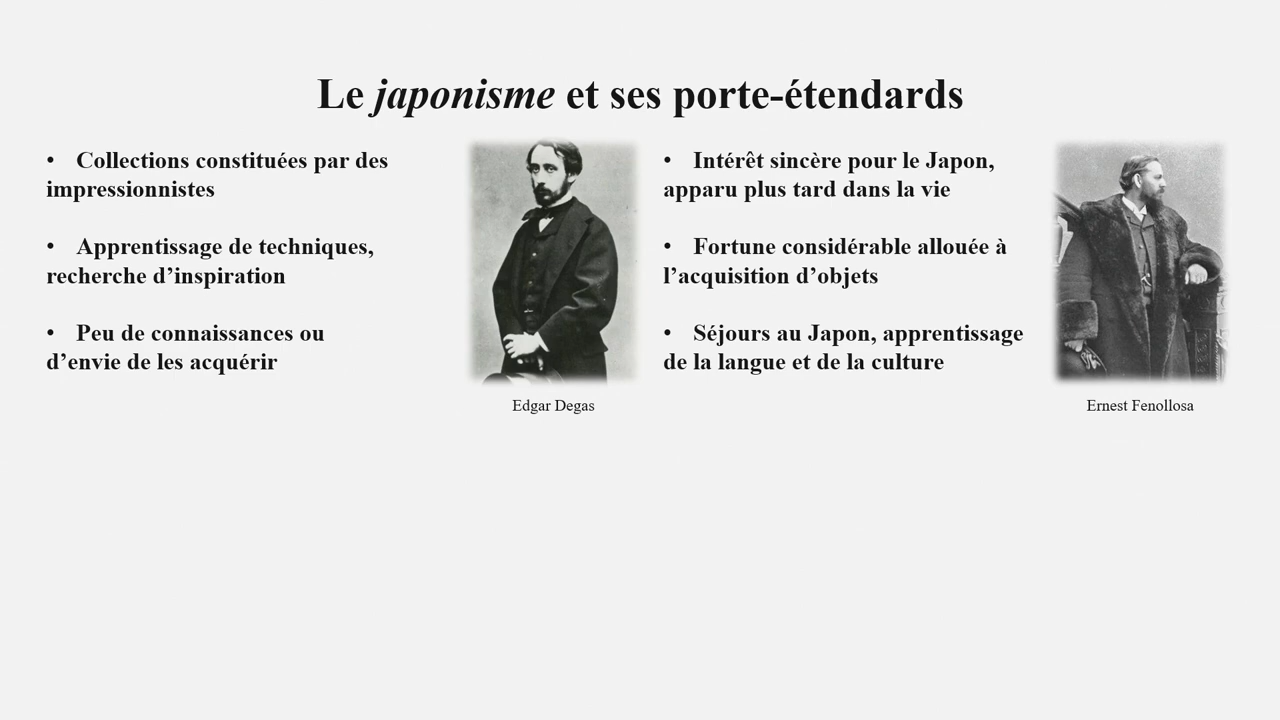 Le japonisme et ses porte-étendards
• Collections constituées par des
impressionnistes
• Apprentissage de techniques,
recherche d’inspiration
• Peu de connaissances ou
d’envie de les acquérir
Edgar Degas
• Intérêt sincère pour le Japon,
apparu plus tard dans la vie
• Fortune considérable allouée à
l’acquisition d’objets
• Séjours au Japon, apprentissage
de la langue et de la culture
Ernest Fenollosa